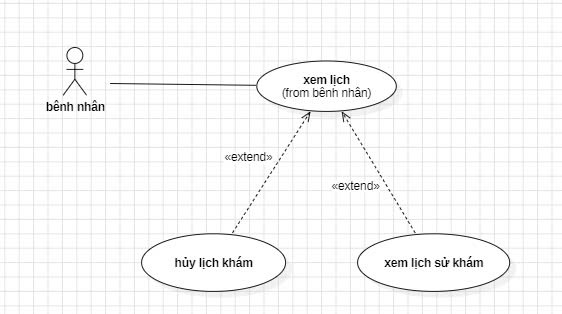 xem lịch
(from bênh nhân)
bênh nhân
«extend»
«extend»
hủy lịch khám
xem lịch sử khám